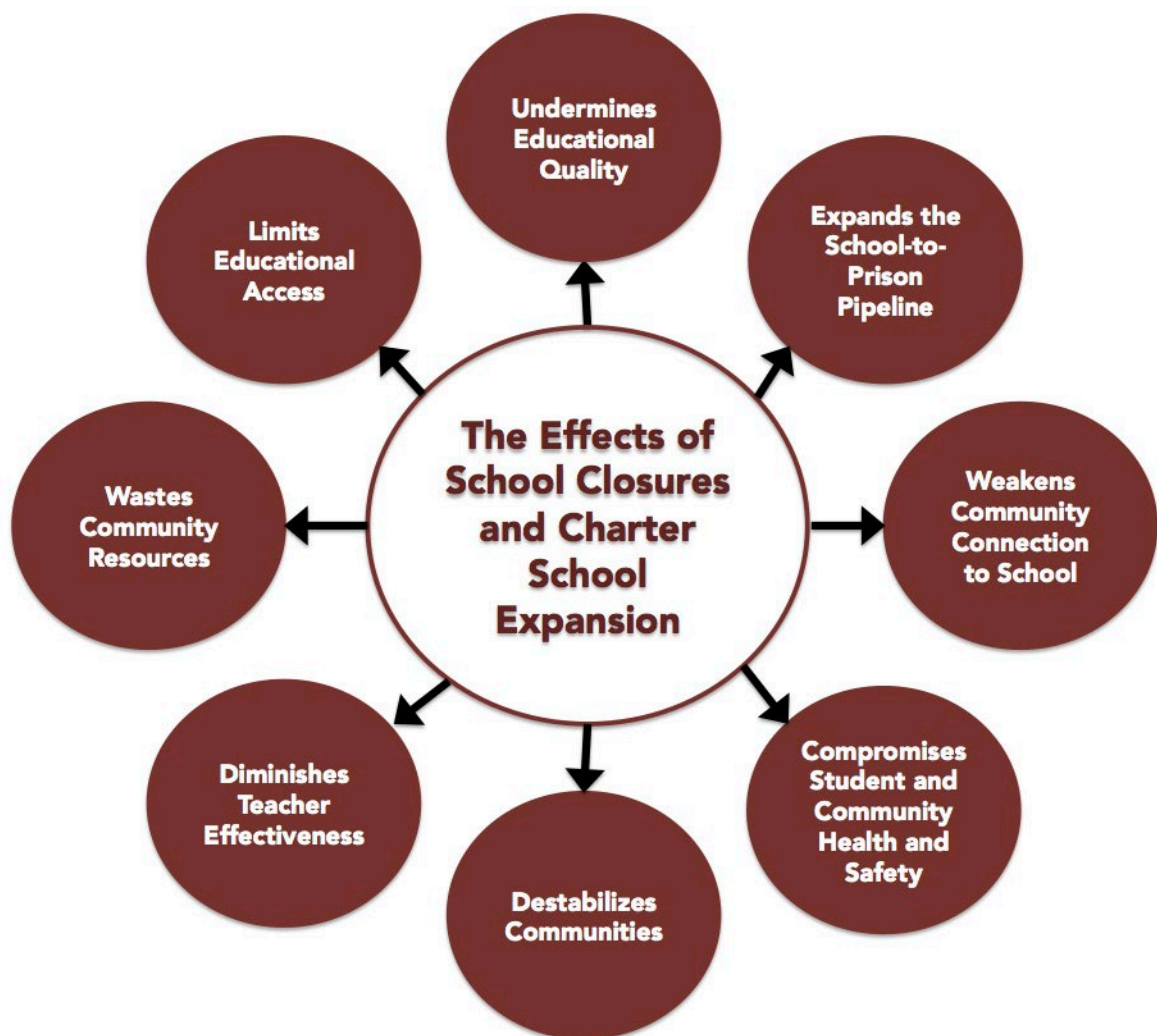 Undermines
Educational
Quality
Expands the
School-to-
Prison
Pipeline
Limits
Educational
Access
The Effects of
School Closures
and Charter
School
Expansion
Weakens
Community
Connection
to School
Wastes
Community
Resources
Compromises
Student and
Community
Health and
Safety
Diminishes
Teacher
Effectiveness
Destabilizes
Communities